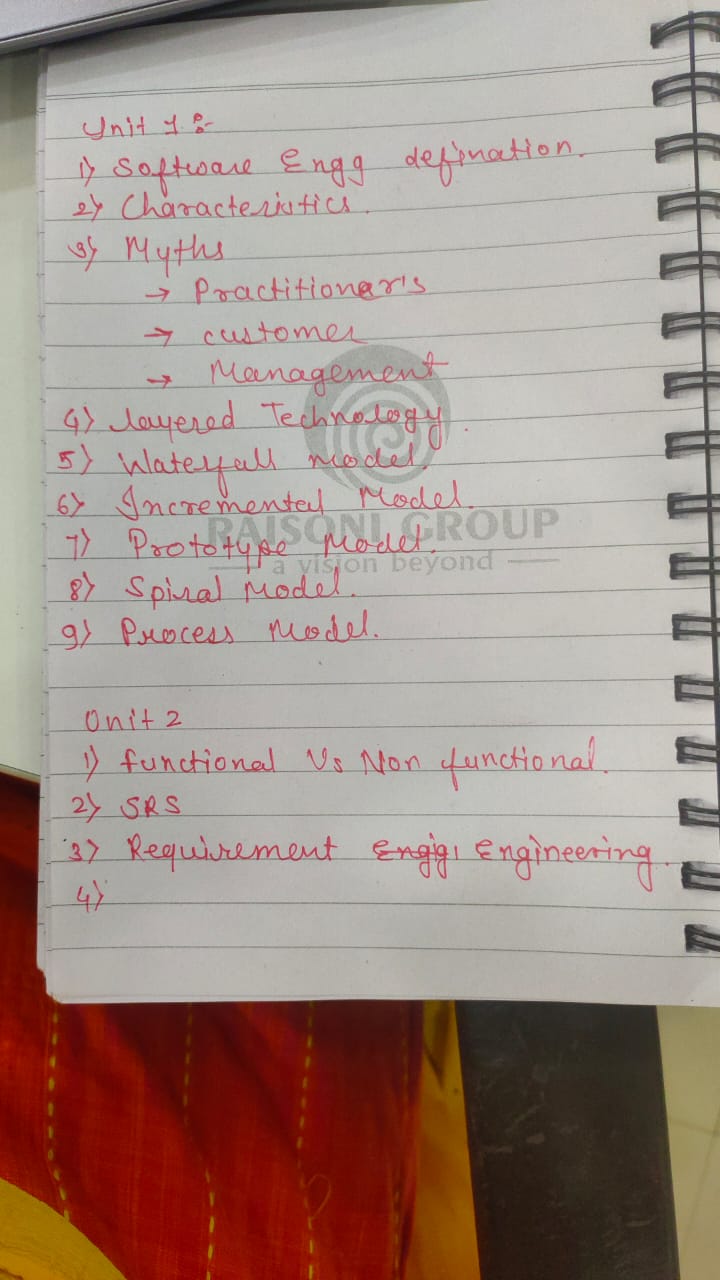 Unit 1 :-
1) Software Engg defination.
2) Characteristics.
3) Myths
→ Practitioner's
→ customer
→ Management
4) layered Technology.
5) Waterfall model.
6) Incremental Model.
RAISONI GROUP
7) Prototype Model.
a vision beyond
8) Spiral Model.
9) Process Model.
Unit 2
1) functional Vs Non functional.
2) SRS
3) Requirement Engineering.
4)